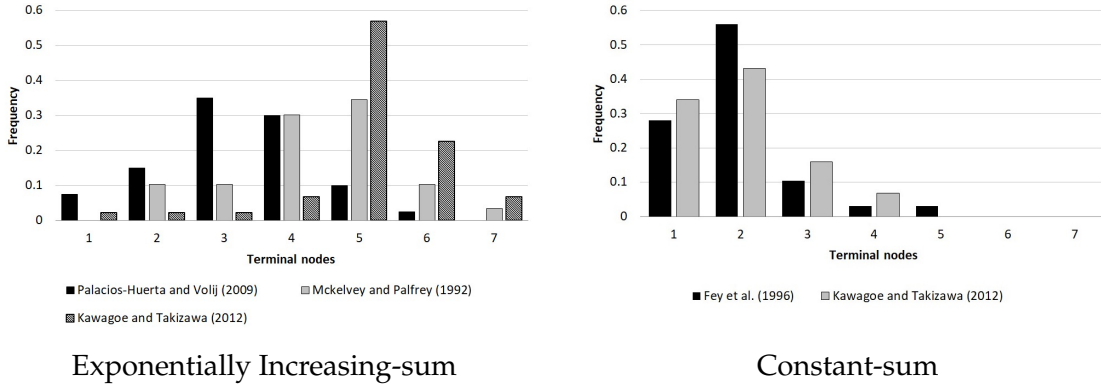 0.6
0.5
0.4
0.3
0.2
0.1
0
Frequency
1 2 3 4 5 6 7
Terminal nodes
Palacios-Huerta and Volij (2009) Mckelvey and Palfrey (1992)
Kawagoe and Takizawa (2012)
Exponentially Increasing-sum
0.6
0.5
0.4
0.3
0.2
0.1
0
Frequency
1 2 3 4 5 6 7
Terminal nodes
Fey et al. (1996) Kawagoe and Takizawa (2012)
Constant-sum